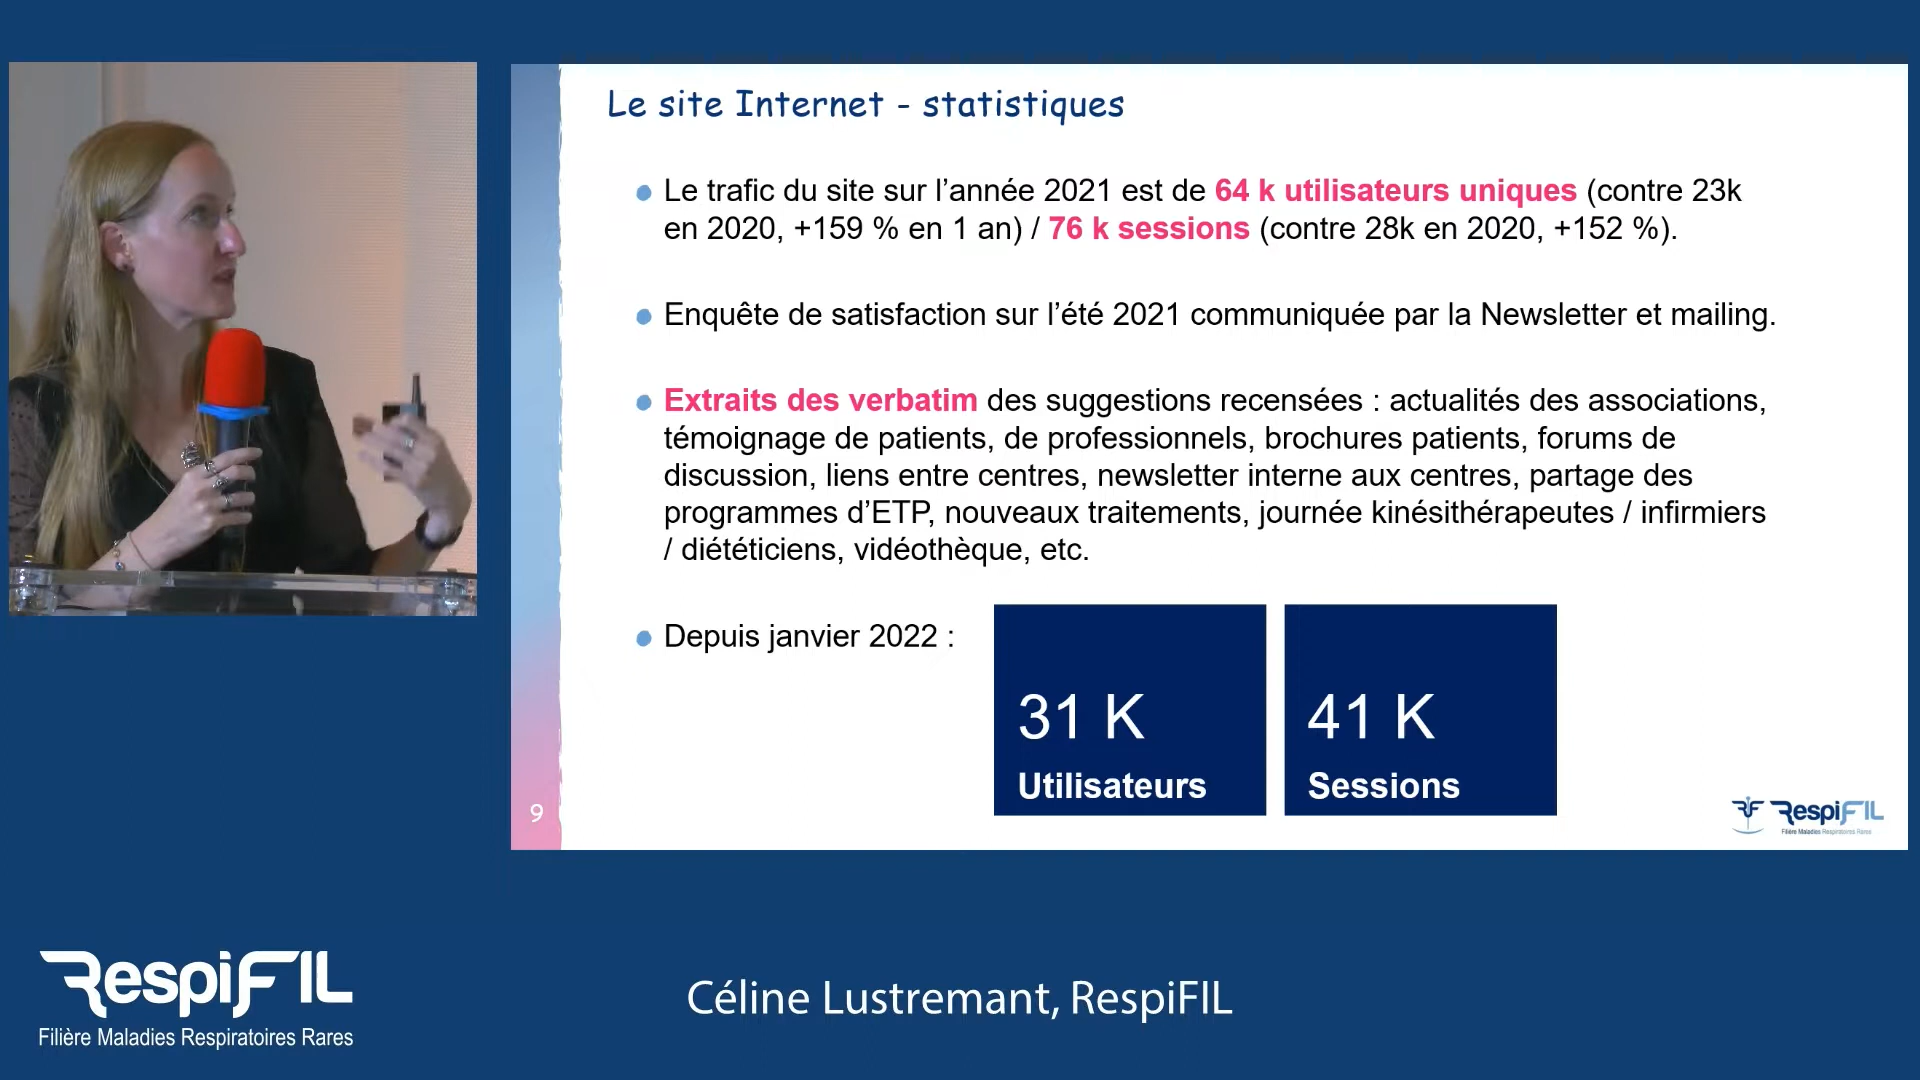 Le site Internet - statistiques
Le trafic du site sur l’année 2021 est de 64 k utilisateurs uniques (contre 23k
en 2020, +159 % en 1 an) / 76 k sessions (contre 28k en 2020, +152 %).
Enquête de satisfaction sur l’été 2021 communiquée par la Newsletter et mailing.
Extraits des verbatim des suggestions recensées : actualités des associations,
témoignage de patients, de professionnels, brochures patients, forums de
discussion, liens entre centres, newsletter interne aux centres, partage des
programmes d’ETP, nouveaux traitements, journée kinésithérapeutes / infirmiers
/ diététiciens, vidéothèque, etc.
Depuis janvier 2022 :
31 K
Utilisateurs
41 K
Sessions
9
RespiFIL
Filière Maladies Respiratoires Rares
RespiFIL
Filière Maladies Respiratoires Rares
Céline Lustremant, RespiFIL